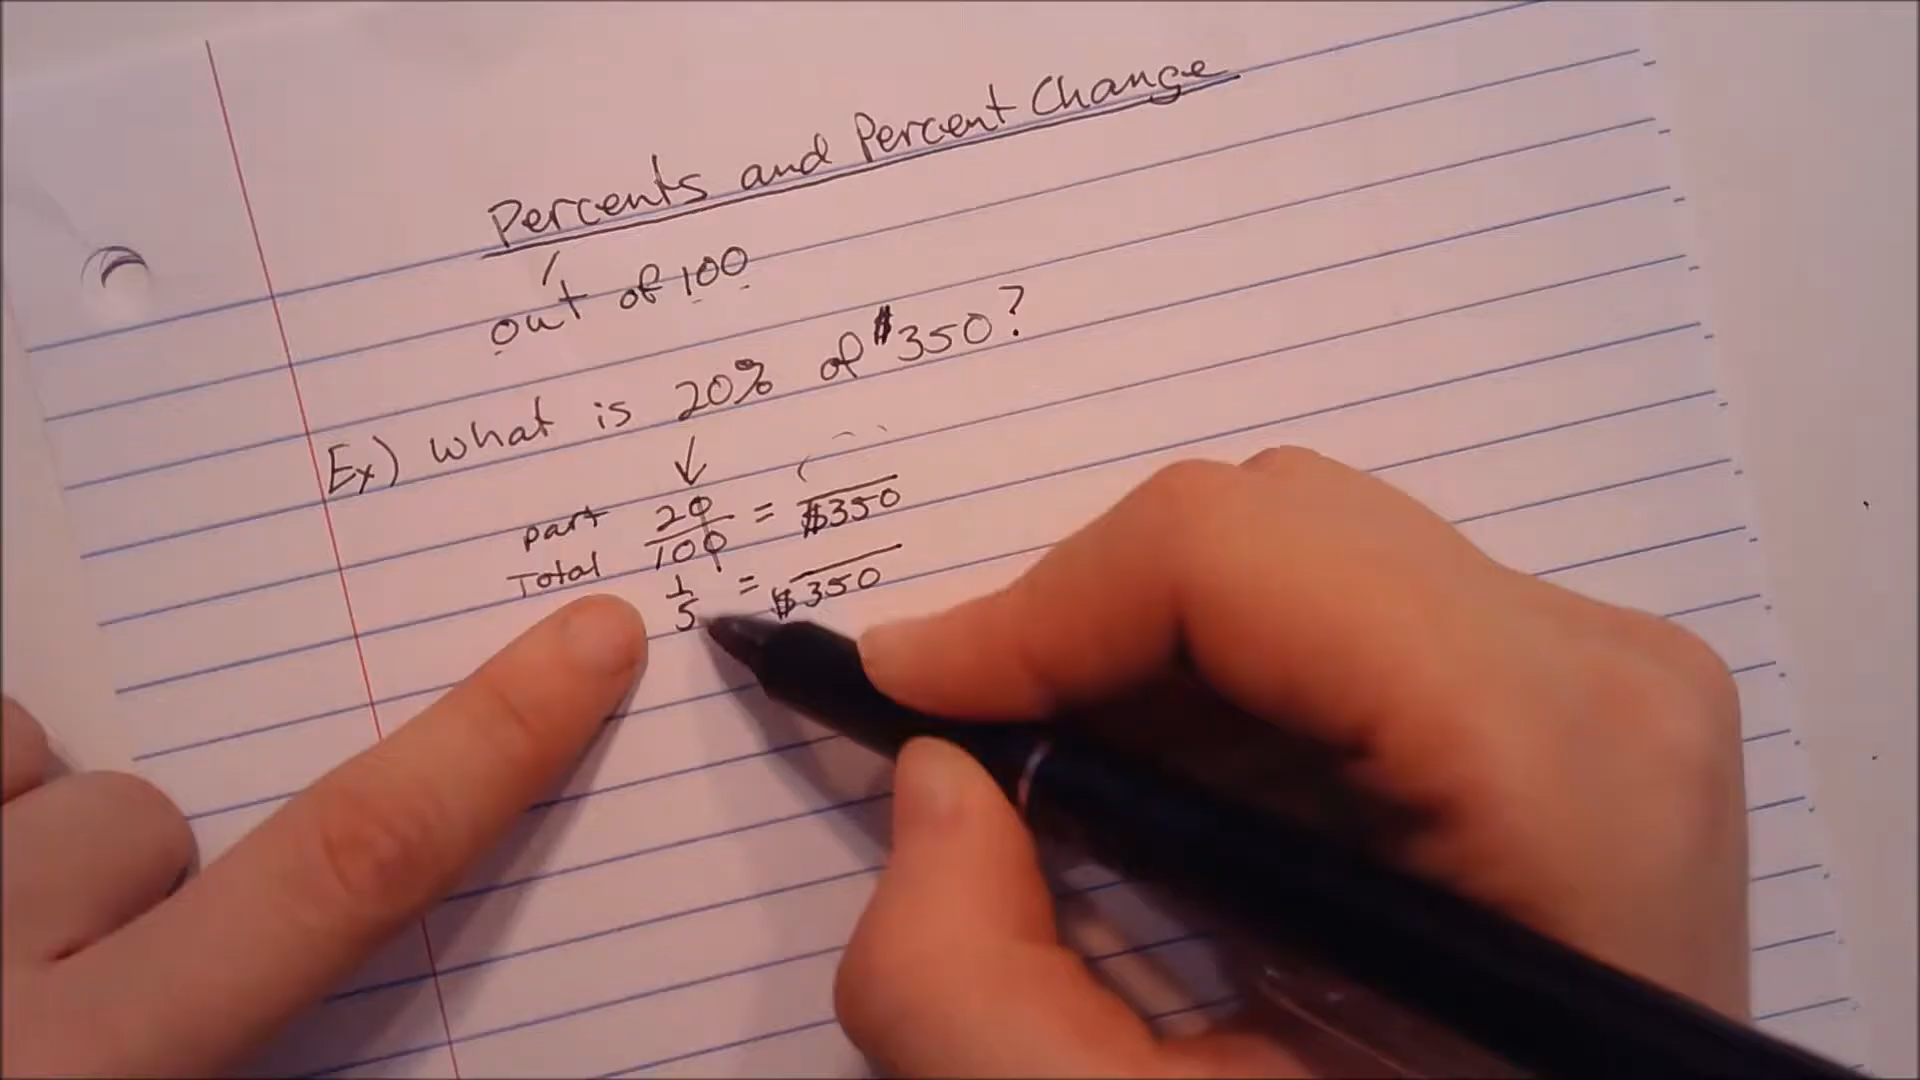 Percents and Percent Change
out of 100
Ex) What is 20% of $350?
part 20 =
Total 100 $350
1 =
5 $350